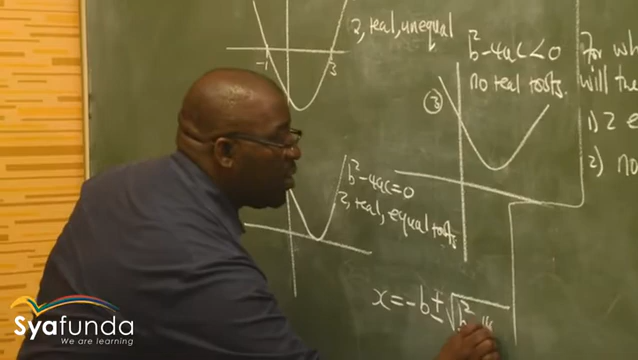 2, real, unequal
-1
3
b²-4ac<0
no real roots.
③
b²-4ac=0
2, real, equal roots.
x=-b±√b²
For wh
will the
1) 2 e
2) no
Syafunda
We are learning